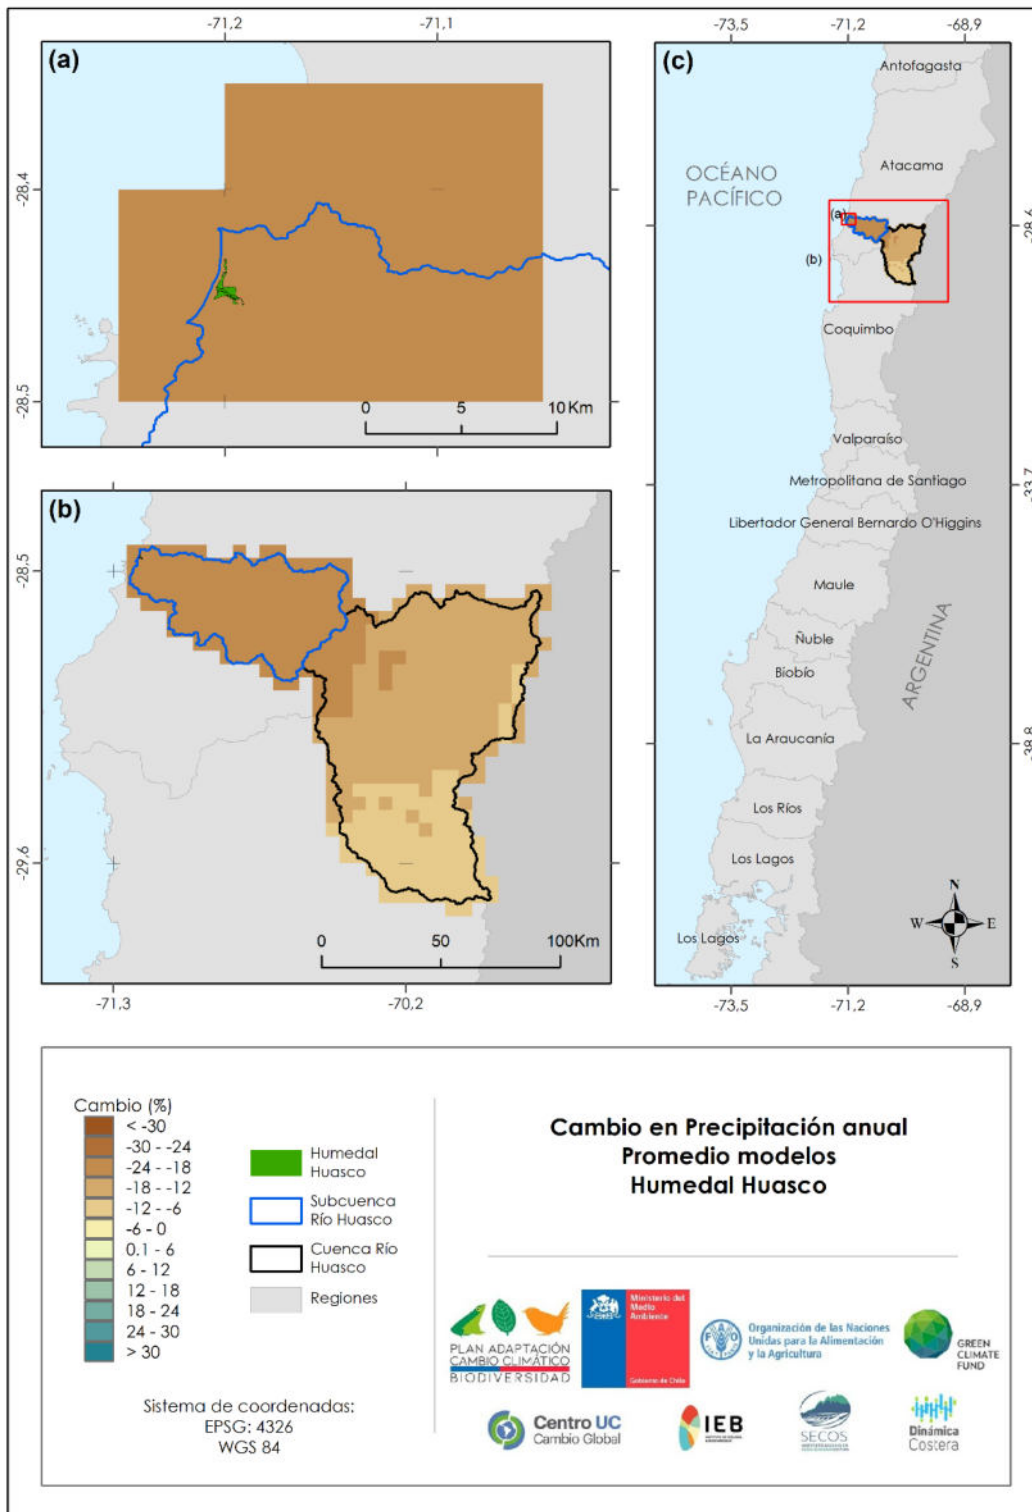 -71,2
-71,1
(a)
-28.4
-28.5
0
5
10 Km
-73,5
-71,2
-68,9
(c)
Antofagasta
Atacama
OCÉANO
PACÍFICO
(a)
(b)
-28.6
Coquimbo
Valparaíso
Metropolitana de Santiago
-33.7
Libertador General Bernardo O'Higgins
Maule
Ñuble
Biobío
ARGENTINA
La Araucanía
-38.8
Los Ríos
Los Lagos
Los Lagos
N
W
E
S
-73,5
-71,2
-68,9
(b)
-28.5
-29.6
0
50
100Km
-71,3
-70,2
Cambio (%)
< -30
-30 - -24
-24 - -18
-18 - -12
-12 - -6
-6 - 0
0.1 - 6
6 - 12
12 - 18
18 - 24
24 - 30
> 30
Humedal
Huasco
Subcuenca
Río Huasco
Cuenca Río
Huasco
Regiones
Sistema de coordenadas:
EPSG: 4326
WGS 84
Cambio en Precipitación anual
Promedio modelos
Humedal Huasco
PLAN ADAPTACIÓN
CAMBIO CLIMÁTICO
BIODIVERSIDAD
Ministerio del
Medio
Ambiente
Gobierno de Chile
FAO
Organización de las Naciones
Unidas para la Alimentación
y la Agricultura
GREEN
CLIMATE
FUND
Centro UC
Cambio Global
IEB
SECOS
Dinámica
Costera